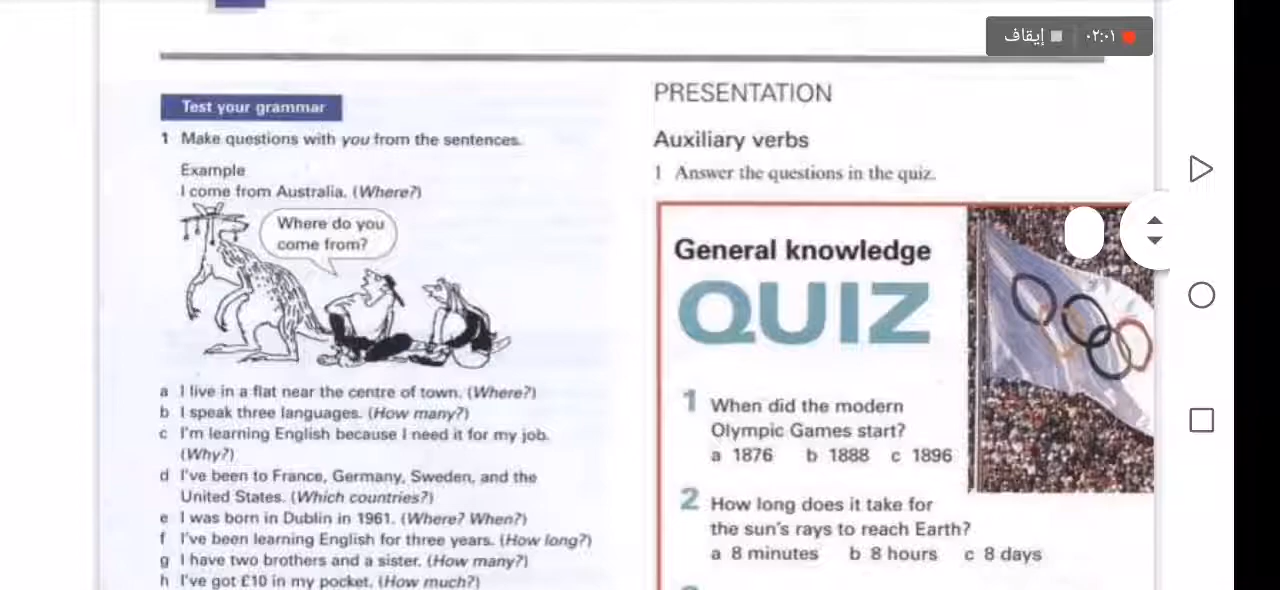 إيقاف ٠٢:٠١
Test your grammar
1 Make questions with you from the sentences.
Example
I come from Australia. (Where?)
Where do you
come from?
a I live in a flat near the centre of town. (Where?)
b I speak three languages. (How many?)
c I'm learning English because I need it for my job.
(Why?)
d I've been to France, Germany, Sweden, and the
United States. (Which countries?)
e I was born in Dublin in 1961. (Where? When?)
f I've been learning English for three years. (How long?)
g I have two brothers and a sister. (How many?)
h I've got £10 in my pocket. (How much?)
PRESENTATION
Auxiliary verbs
1 Answer the questions in the quiz.
General knowledge
QUIZ
1 When did the modern
Olympic Games start?
a 1876 b 1888 c 1896
2 How long does it take for
the sun's rays to reach Earth?
a 8 minutes b 8 hours c 8 days